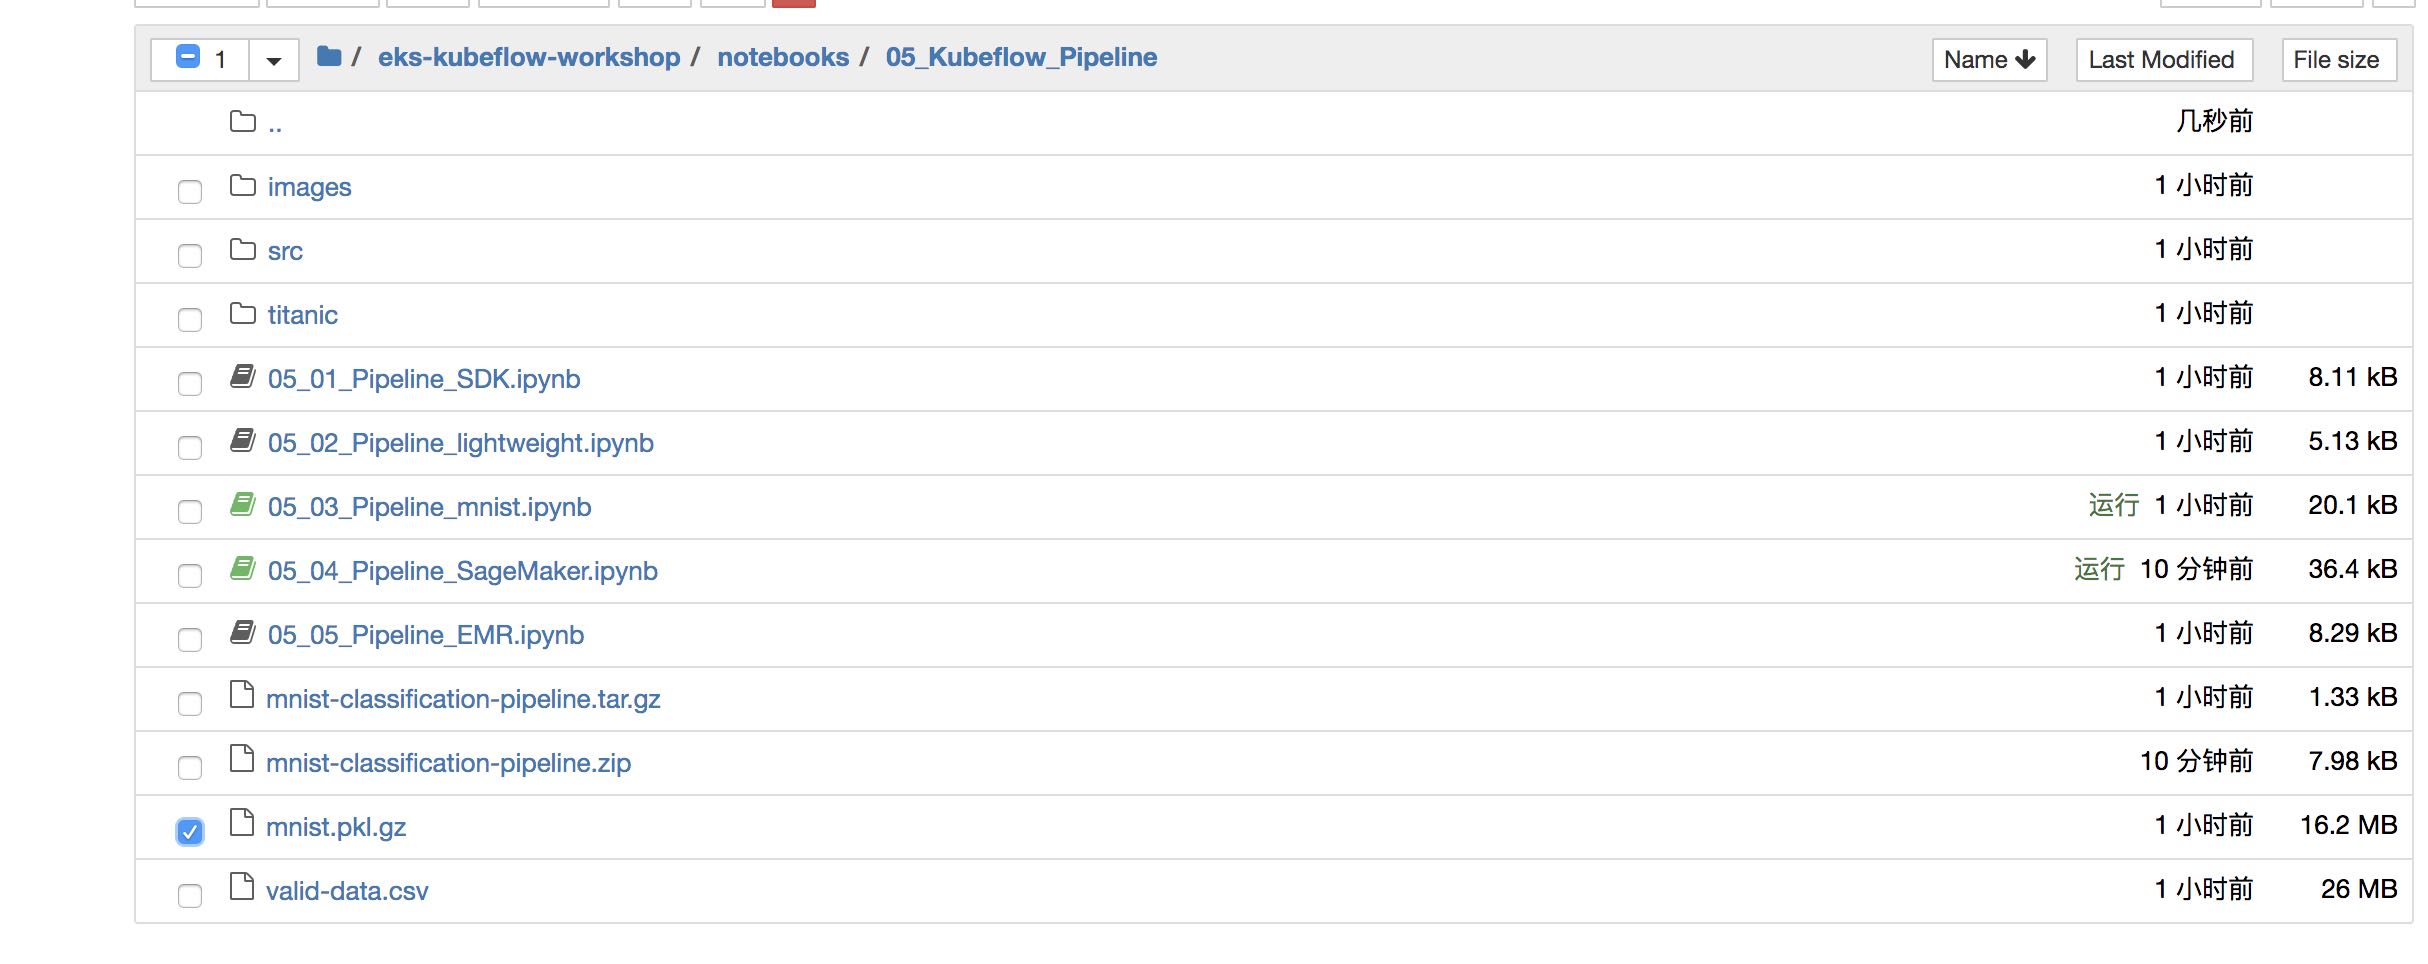 1 / eks-kubeflow-workshop / notebooks / 05_Kubeflow_Pipeline Name Last Modified File size
.. 几秒前
images 1 小时前
src 1 小时前
titanic 1 小时前
05_01_Pipeline_SDK.ipynb 1 小时前 8.11 kB
05_02_Pipeline_lightweight.ipynb 1 小时前 5.13 kB
05_03_Pipeline_mnist.ipynb 运行 1 小时前 20.1 kB
05_04_Pipeline_SageMaker.ipynb 运行 10 分钟前 36.4 kB
05_05_Pipeline_EMR.ipynb 1 小时前 8.29 kB
mnist-classification-pipeline.tar.gz 1 小时前 1.33 kB
mnist-classification-pipeline.zip 10 分钟前 7.98 kB
mnist.pkl.gz 1 小时前 16.2 MB
valid-data.csv 1 小时前 26 MB